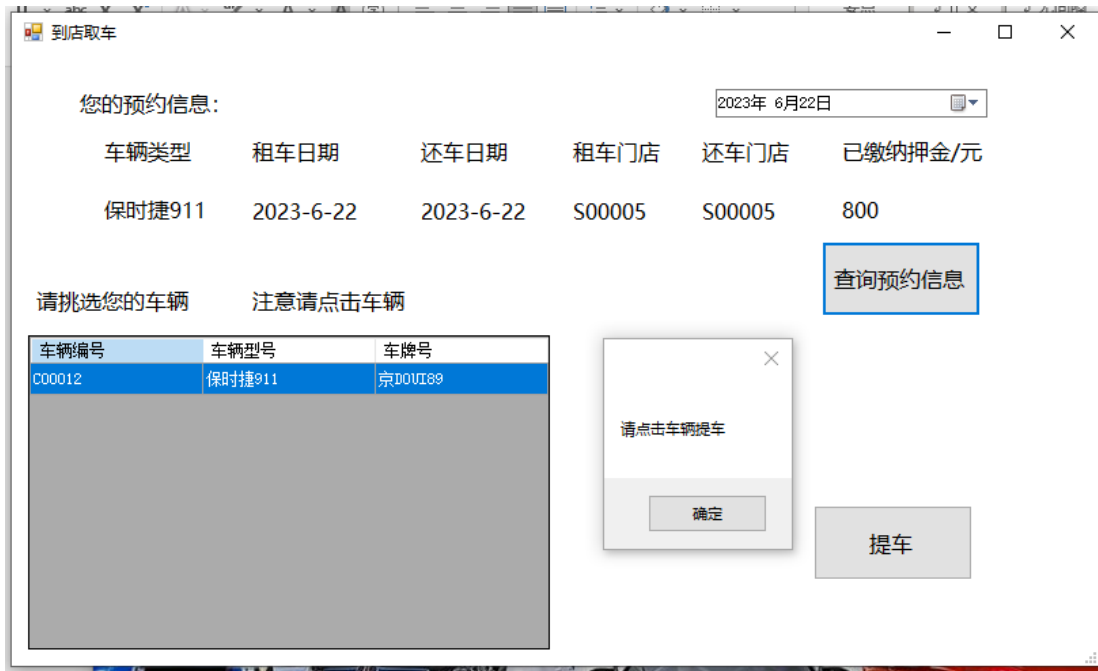 到店取车
您的预约信息:
2023年 6月22日
车辆类型 租车日期 还车日期 租车门店 还车门店 已缴纳押金/元
保时捷911 2023-6-22 2023-6-22 S00005 S00005 800
查询预约信息
请挑选您的车辆 注意请点击车辆
车辆编号 车辆型号 车牌号
C00012 保时捷911 京D0UI89
请点击车辆提车
确定
提车